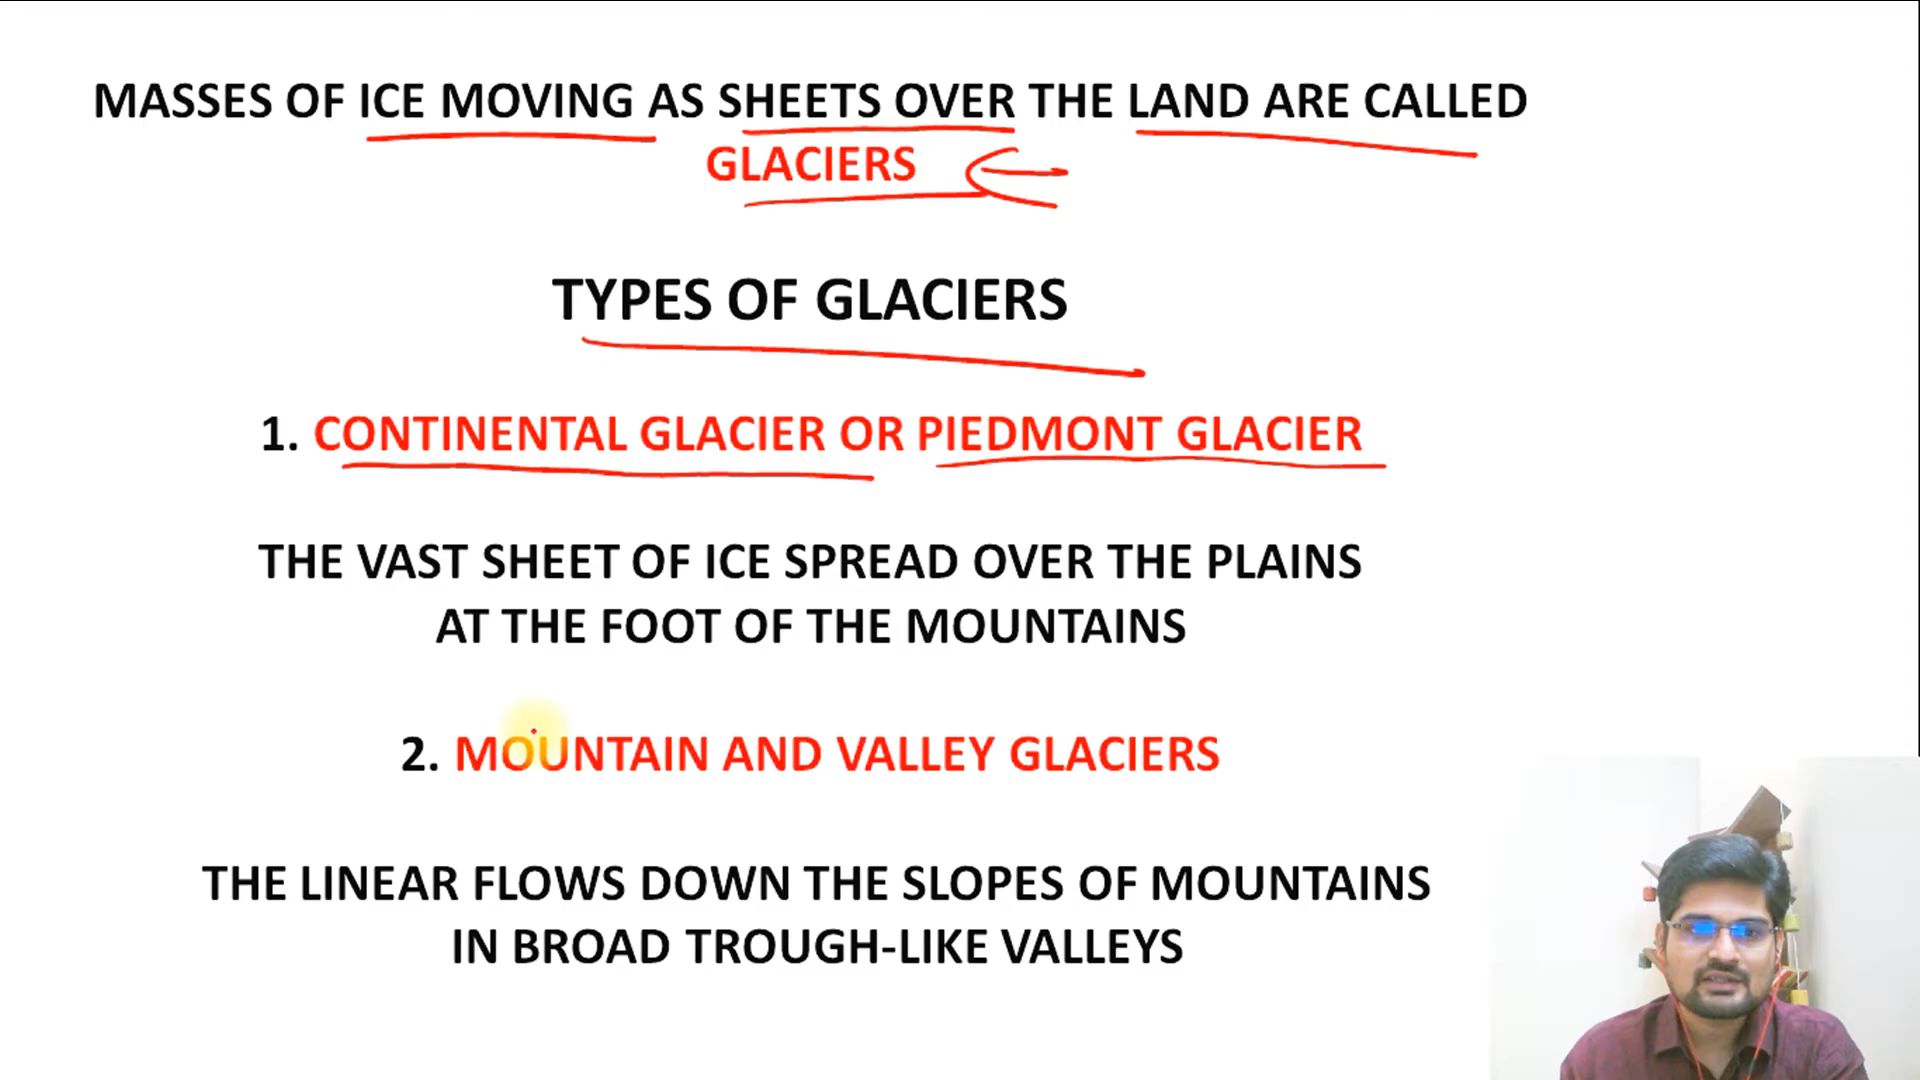 MASSES OF ICE MOVING AS SHEETS OVER THE LAND ARE CALLED
GLACIERS
TYPES OF GLACIERS
1. CONTINENTAL GLACIER OR PIEDMONT GLACIER
THE VAST SHEET OF ICE SPREAD OVER THE PLAINS
AT THE FOOT OF THE MOUNTAINS
2. MOUNTAIN AND VALLEY GLACIERS
THE LINEAR FLOWS DOWN THE SLOPES OF MOUNTAINS
IN BROAD TROUGH-LIKE VALLEYS